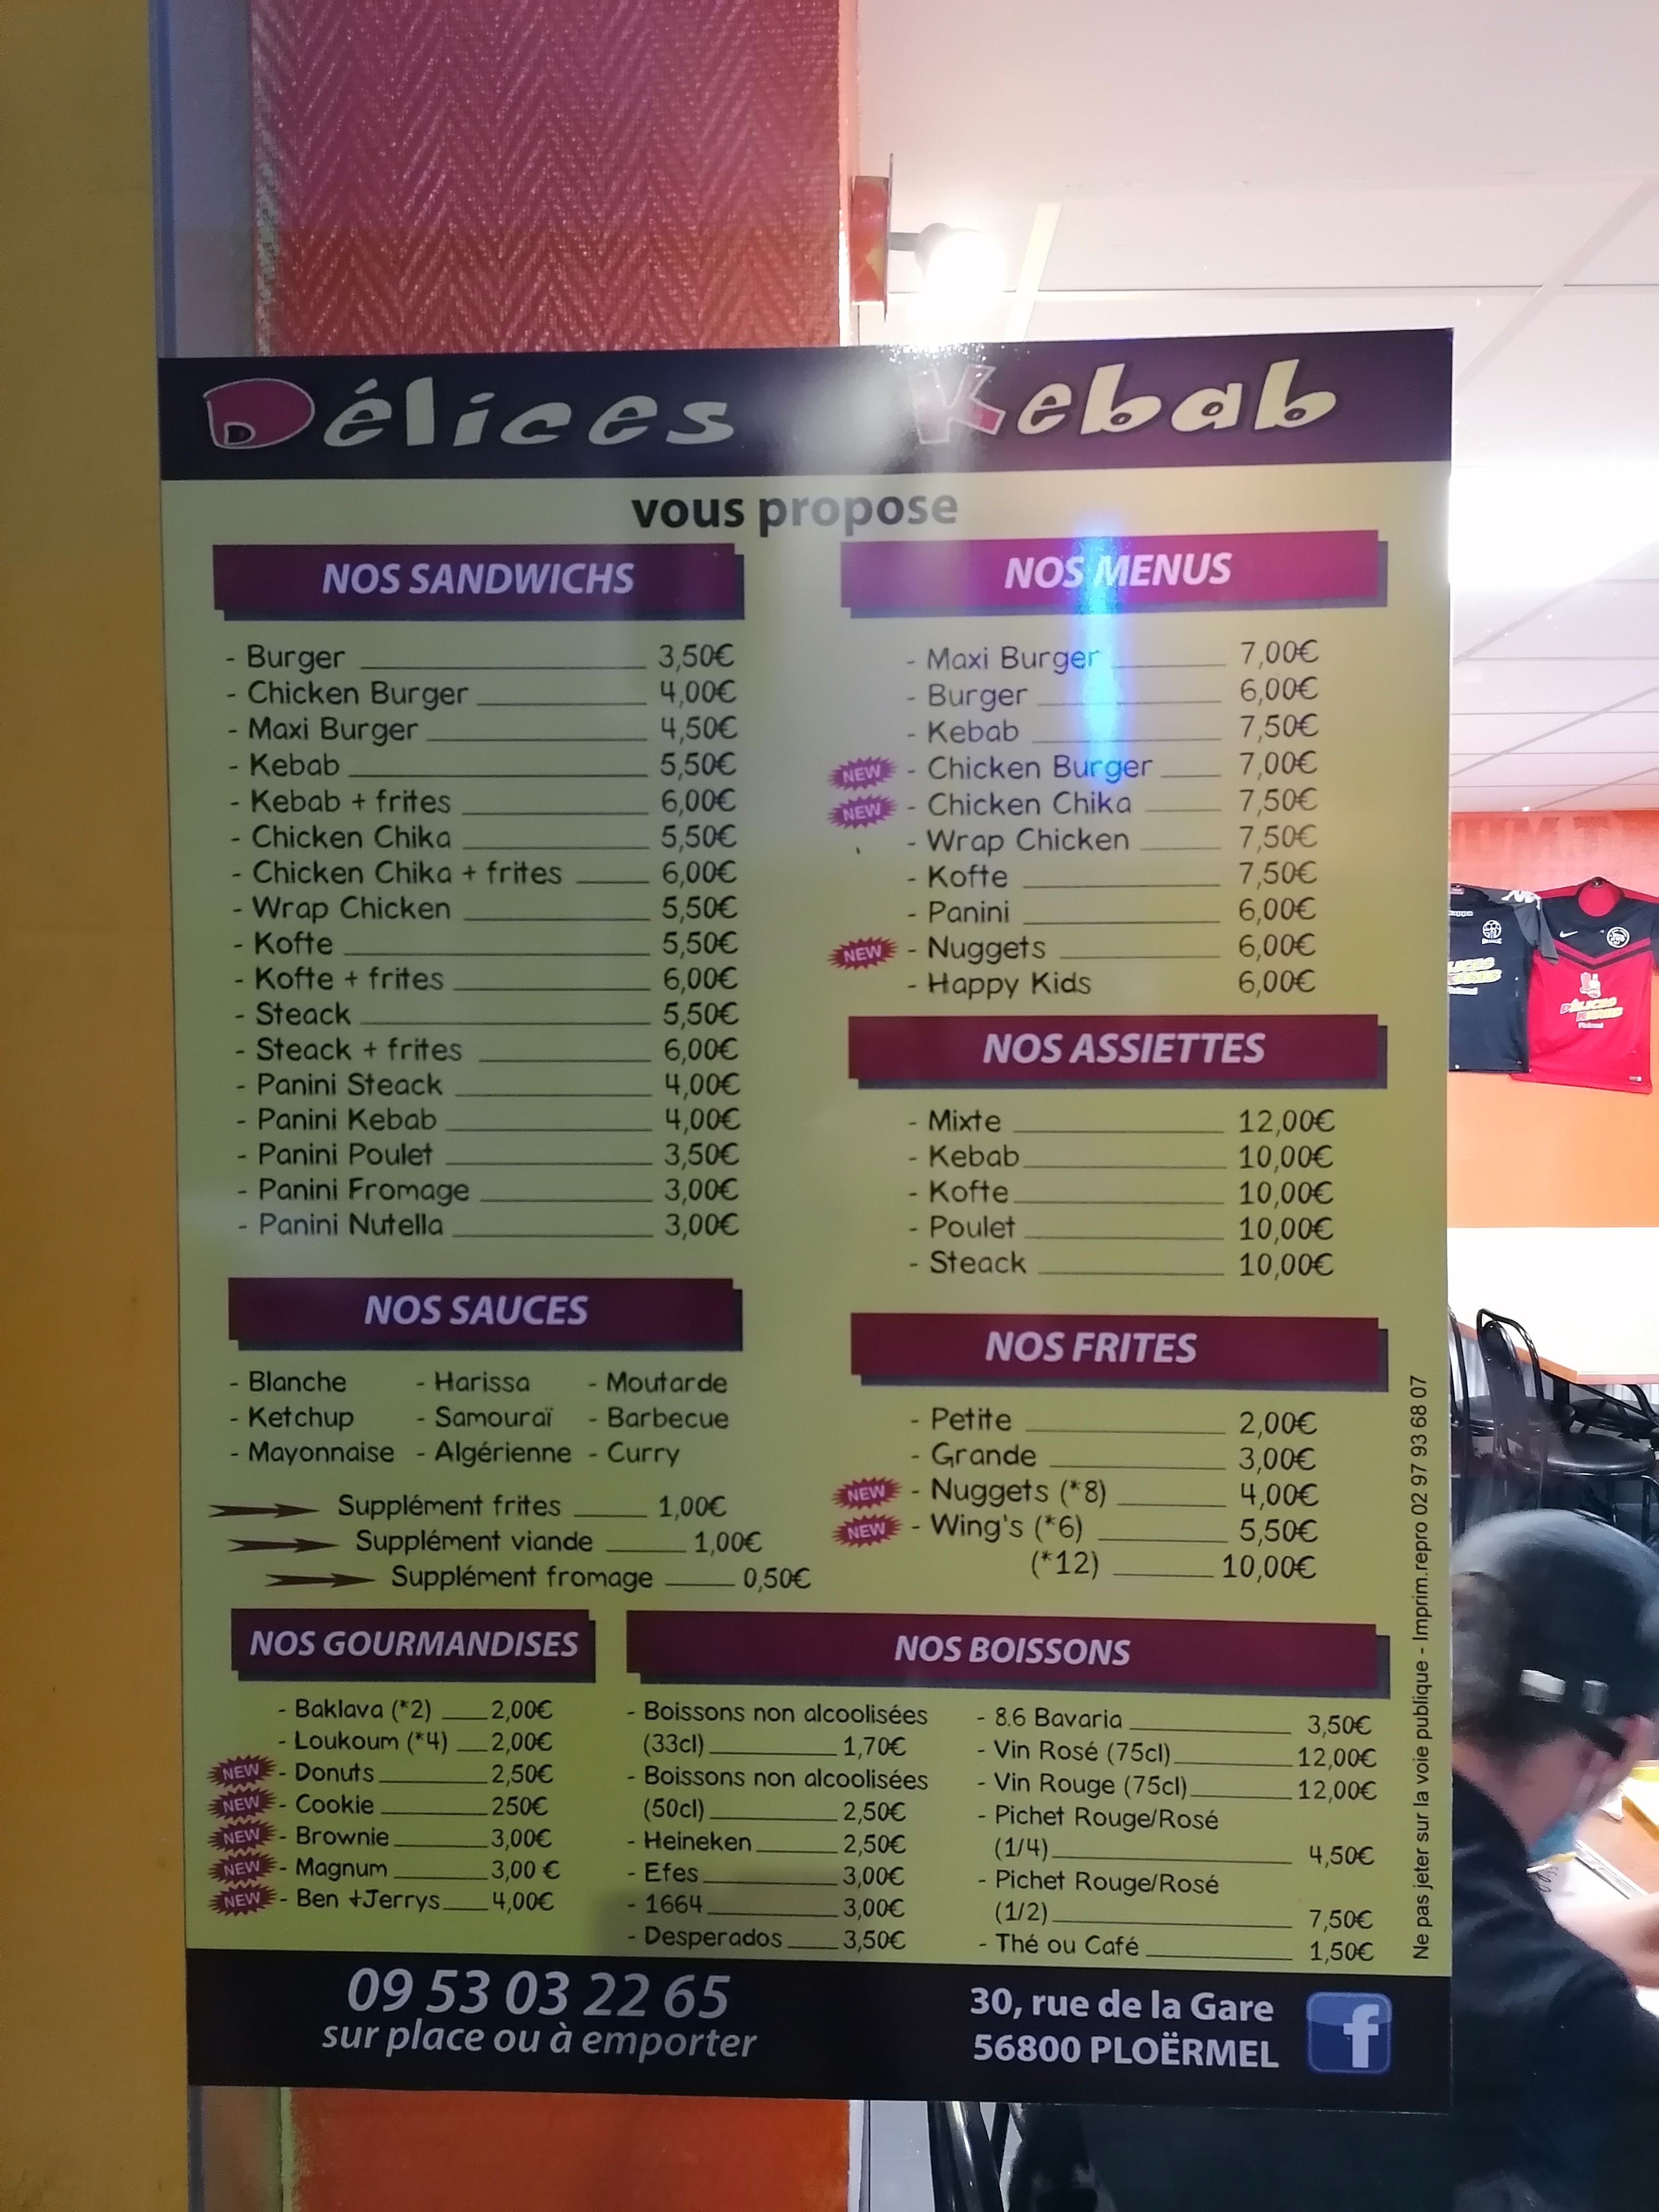 Délices Kebab
vous propose
NOS SANDWICHS
- Burger 3,50€
- Chicken Burger 4,00€
- Maxi Burger 4,50€
- Kebab 5,50€
- Kebab + frites 6,00€
- Chicken Chika 5,50€
- Chicken Chika + frites 6,00€
- Wrap Chicken 5,50€
- Kofte 5,50€
- Kofte + frites 6,00€
- Steack 5,50€
- Steack + frites 6,00€
- Panini Steack 4,00€
- Panini Kebab 4,00€
- Panini Poulet 3,50€
- Panini Fromage 3,00€
- Panini Nutella 3,00€
NOS SAUCES
- Blanche - Harissa - Moutarde
- Ketchup - Samouraï - Barbecue
- Mayonnaise - Algérienne - Curry
Supplément frites 1,00€
Supplément viande 1,00€
Supplément fromage 0,50€
NOS MENUS
- Maxi Burger 7,00€
- Burger 6,00€
- Kebab 7,50€
NEW - Chicken Burger 7,00€
NEW - Chicken Chika 7,50€
- Wrap Chicken 7,50€
- Kofte 7,50€
- Panini 6,00€
NEW - Nuggets 6,00€
- Happy Kids 6,00€
NOS ASSIETTES
- Mixte 12,00€
- Kebab 10,00€
- Kofte 10,00€
- Poulet 10,00€
- Steack 10,00€
NOS FRITES
- Petite 2,00€
- Grande 3,00€
NEW - Nuggets (*8) 4,00€
NEW - Wing's (*6) 5,50€
(*12) 10,00€
NOS GOURMANDISES
- Baklava (*2) 2,00€
- Loukoum (*4) 2,00€
NEW - Donuts 2,50€
NEW - Cookie 250€
NEW - Brownie 3,00€
NEW - Magnum 3,00 €
NEW - Ben +Jerrys 4,00€
NOS BOISSONS
- Boissons non alcoolisées
(33cl) 1,70€
- Boissons non alcoolisées
(50cl) 2,50€
- Heineken 2,50€
- Efes 3,00€
- 1664 3,00€
- Desperados 3,50€
- 8.6 Bavaria 3,50€
- Vin Rosé (75cl) 12,00€
- Vin Rouge (75cl) 12,00€
- Pichet Rouge/Rosé
(1/4) 4,50€
- Pichet Rouge/Rosé
(1/2) 7,50€
- Thé ou Café 1,50€
Ne pas jeter sur la voie publique - Imprim.repro 02 97 93 68 07
09 53 03 22 65
sur place ou à emporter
30, rue de la Gare
56800 PLOËRMEL
f
DÉLICES